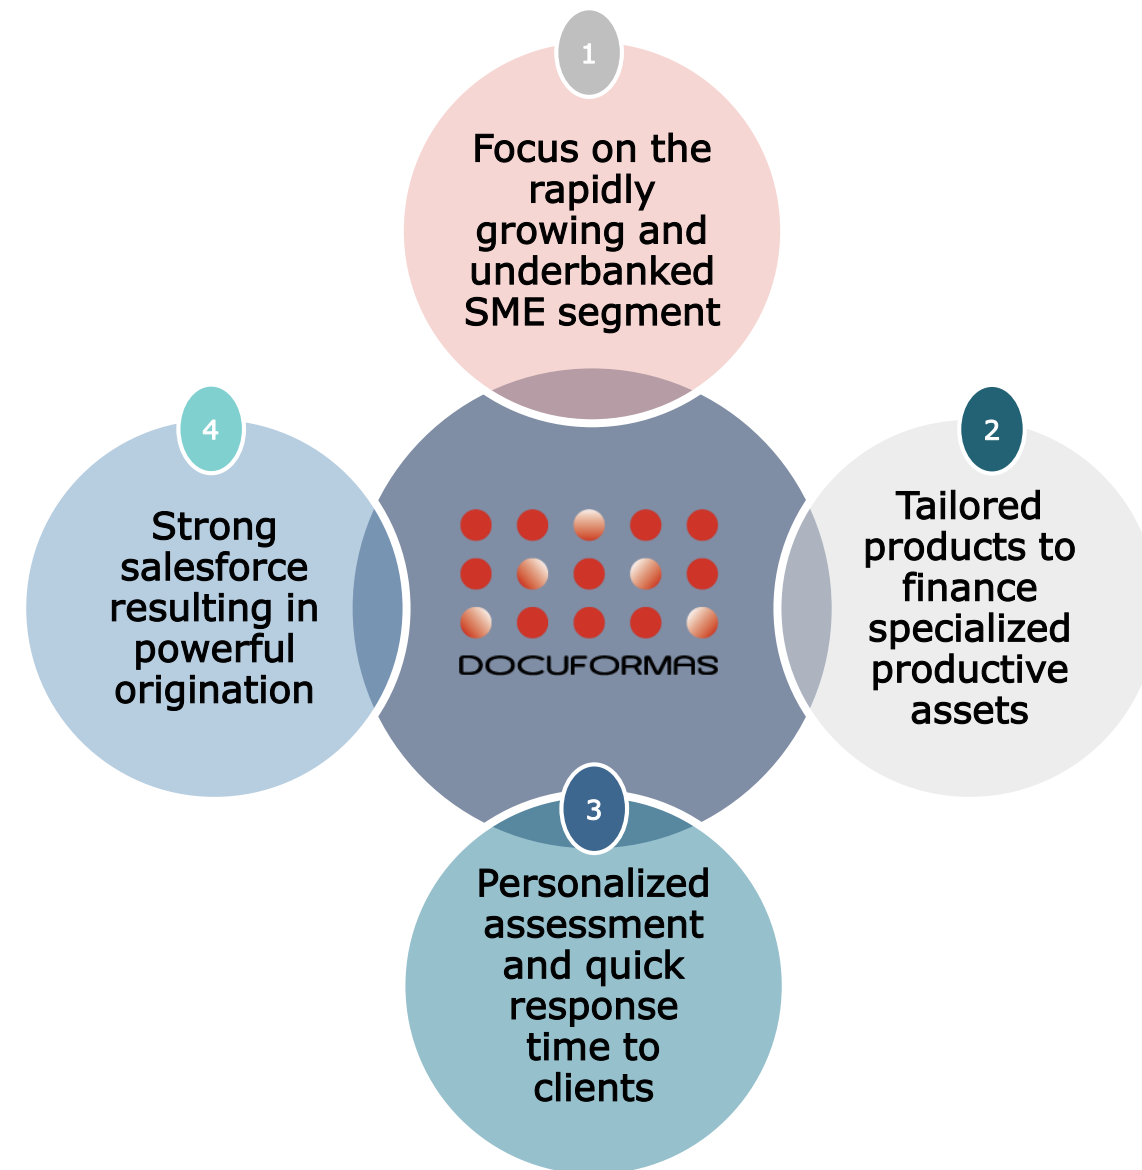 1
Focus on the
rapidly
growing and
underbanked
SME segment
2
Tailored
products to
finance
specialized
productive
assets
3
Personalized
assessment
and quick
response
time to
clients
4
Strong
salesforce
resulting in
powerful
origination
DOCUFORMAS